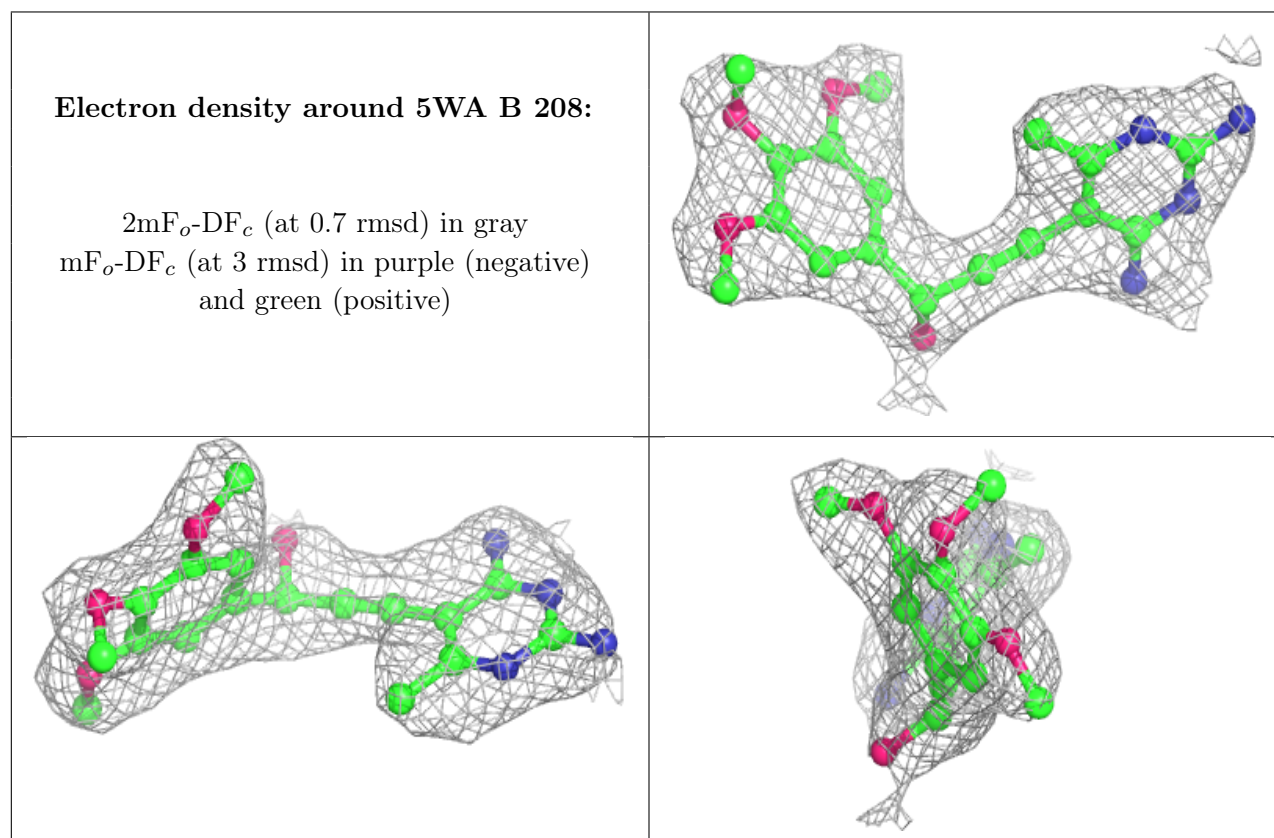 Electron density around 5WA B 208:
2mFₒ-DF𝑐 (at 0.7 rmsd) in gray
mFₒ-DF𝑐 (at 3 rmsd) in purple (negative)
and green (positive)